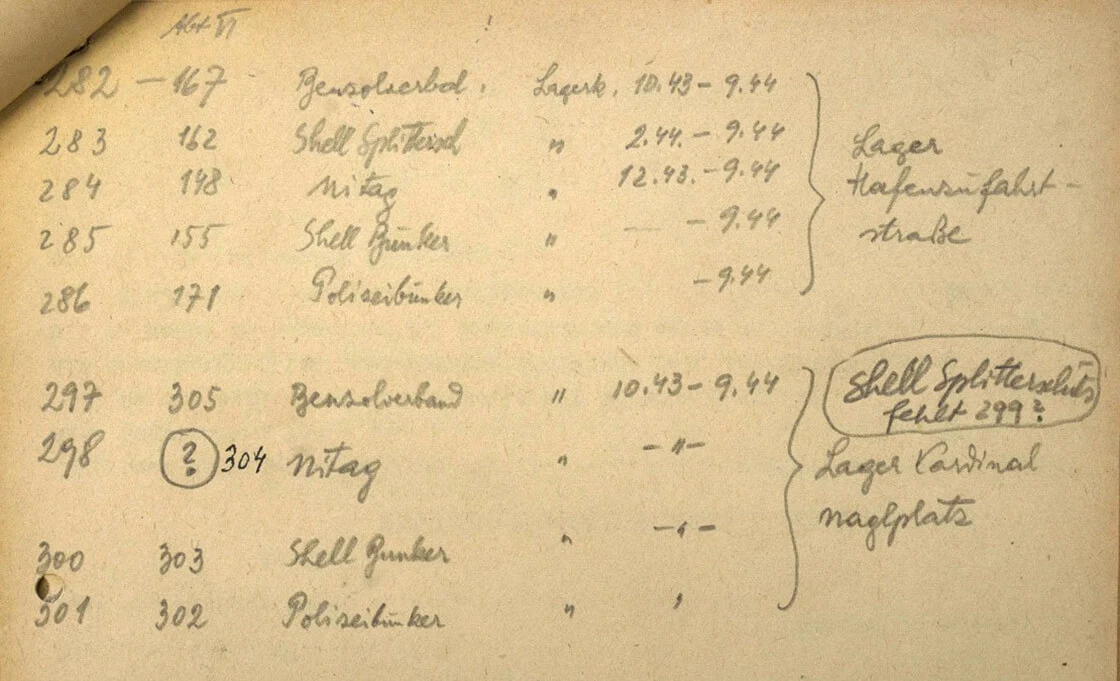 Abt VI
282 – 167 Benzolverbd. Lagerk. 10.43 – 9.44
283 162 Shell Splittersch " 2.44. – 9.44
Lager
284 148 Nitag " 12.43. – 9.44
Hafenzufahrt-
285 155 Shell Bunker " – 9.44
straße
286 171 Polizeibunker " – 9.44
Shell Splitterschutz
fehlt 299?
297 305 Benzolverband " 10.43 – 9.44
298 ? 304 Nitag " – " –
Lager Kardinal
Naglplatz
300 303 Shell Bunker " – " –
301 302 Polizeibunker " "